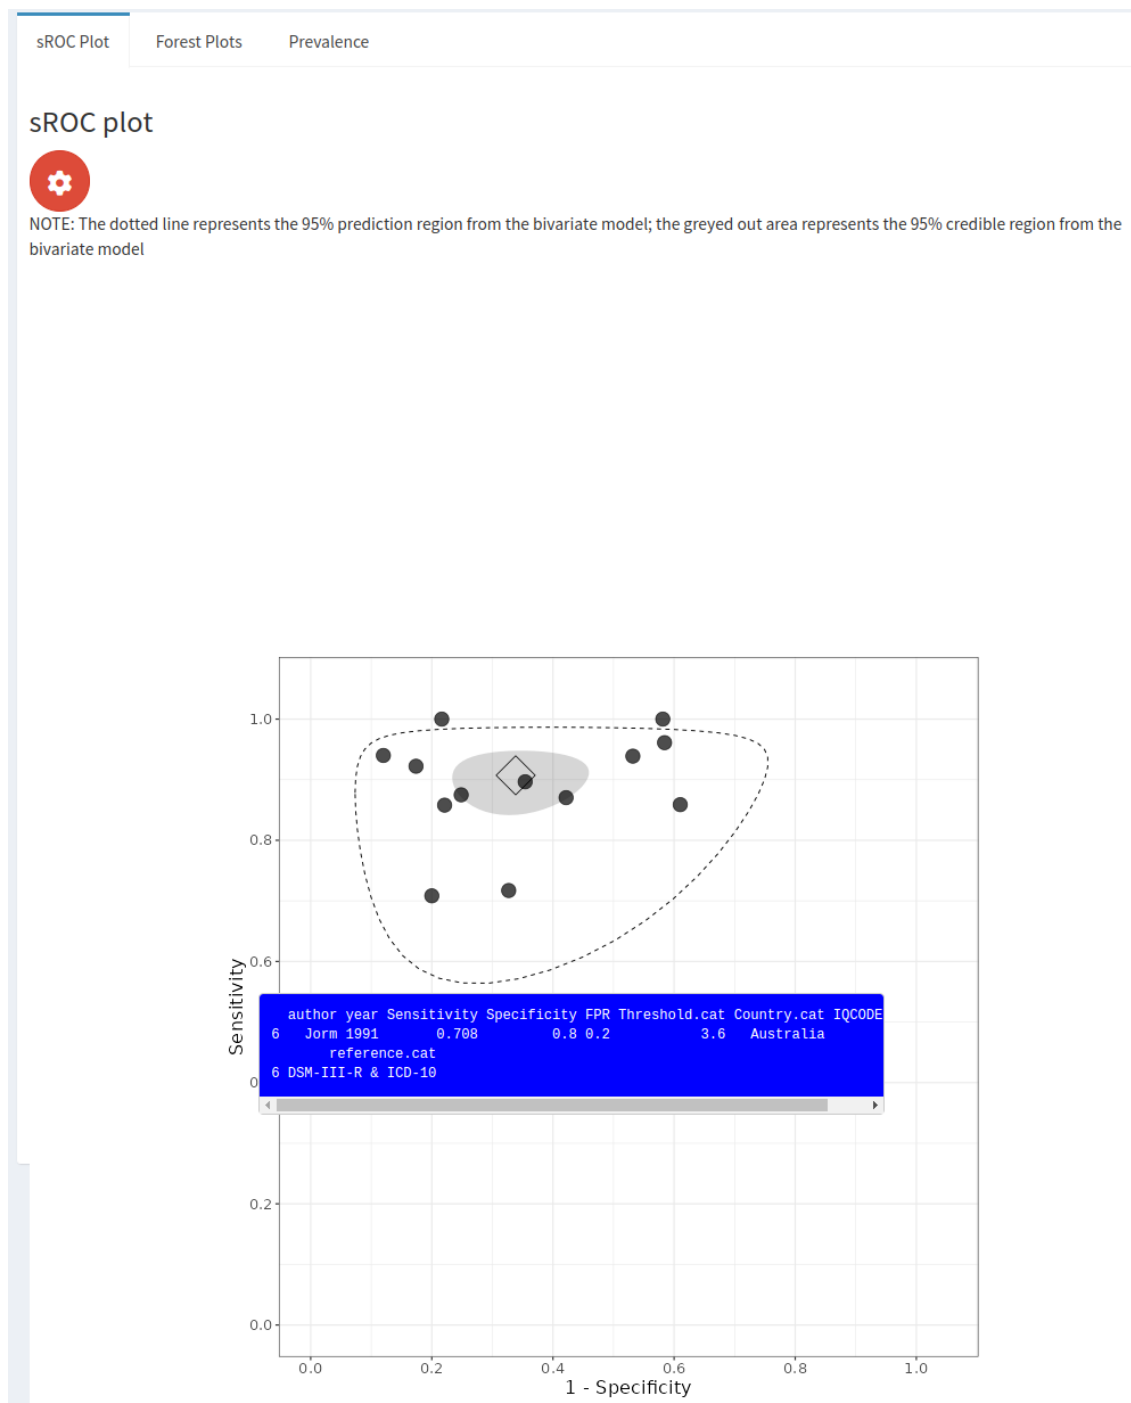 sROC Plot Forest Plots Prevalence
sROC plot
NOTE: The dotted line represents the 95% prediction region from the bivariate model; the greyed out area represents the 95% credible region from the
bivariate model
1.0
0.8
0.6
Sensitivity
author year Sensitivity Specificity FPR Threshold.cat Country.cat IQCODE
6 Jorm 1991 0.708 0.8 0.2 3.6 Australia
reference.cat
6 DSM-III-R & ICD-10
0
0.2
0.0
0.0 0.2 0.4 0.6 0.8 1.0
1 - Specificity